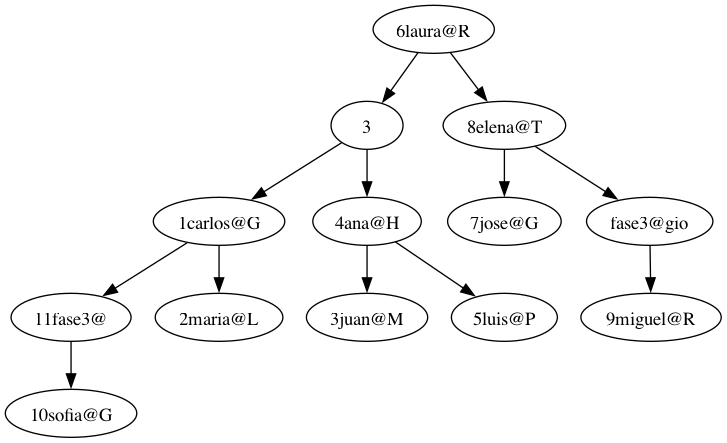 6laura@R
3
8elena@T
1carlos@G
4ana@H
7jose@G
fase3@gio
11fase3@
2maria@L
3juan@M
5luis@P
9miguel@R
10sofia@G